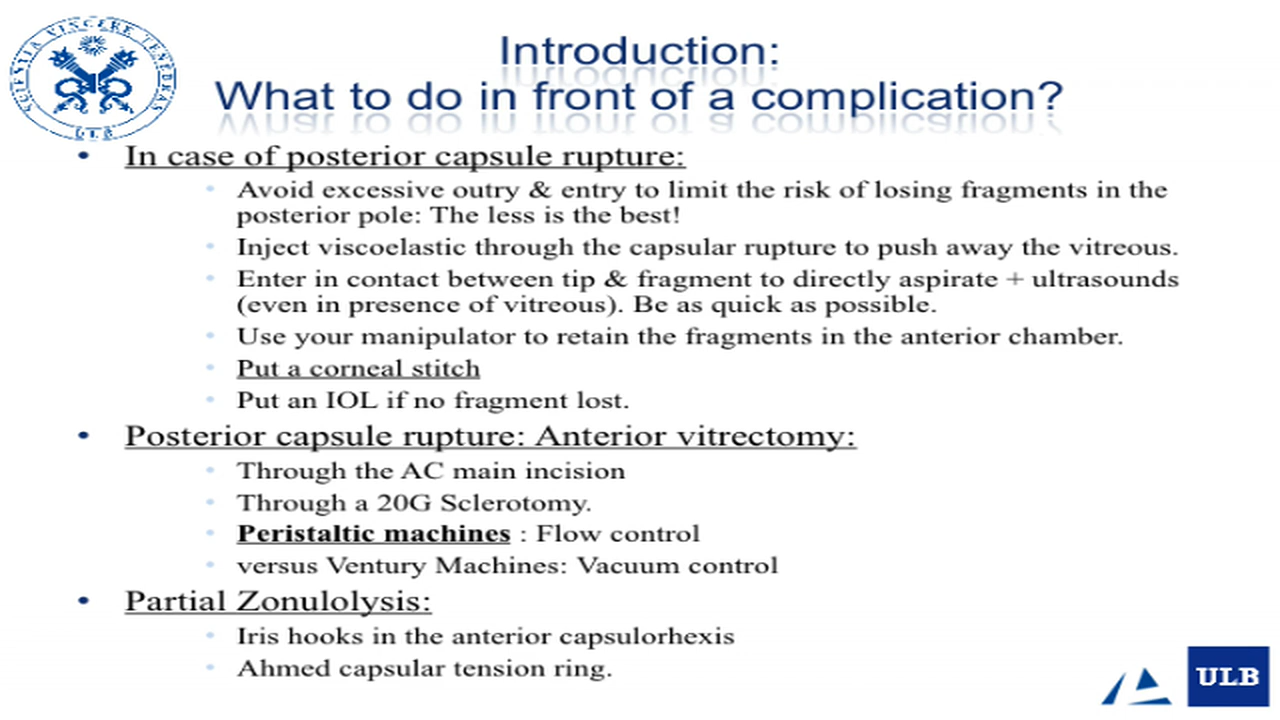 SCIENTIA VINCERE TENEBRAS
ULB
Introduction:
What to do in front of a complication?
• In case of posterior capsule rupture:
• Avoid excessive outry & entry to limit the risk of losing fragments in the
posterior pole: The less is the best!
• Inject viscoelastic through the capsular rupture to push away the vitreous.
• Enter in contact between tip & fragment to directly aspirate + ultrasounds
(even in presence of vitreous). Be as quick as possible.
• Use your manipulator to retain the fragments in the anterior chamber.
• Put a corneal stitch
• Put an IOL if no fragment lost.
• Posterior capsule rupture: Anterior vitrectomy:
• Through the AC main incision
• Through a 20G Sclerotomy.
• Peristaltic machines : Flow control
• versus Ventury Machines: Vacuum control
• Partial Zonulolysis:
• Iris hooks in the anterior capsulorhexis
• Ahmed capsular tension ring.
ULB